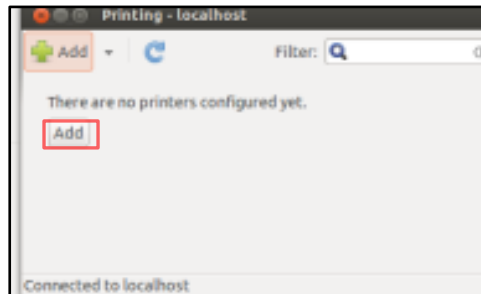 Printing - localhost
Add Filter:
There are no printers configured yet.
Add
Connected to localhost